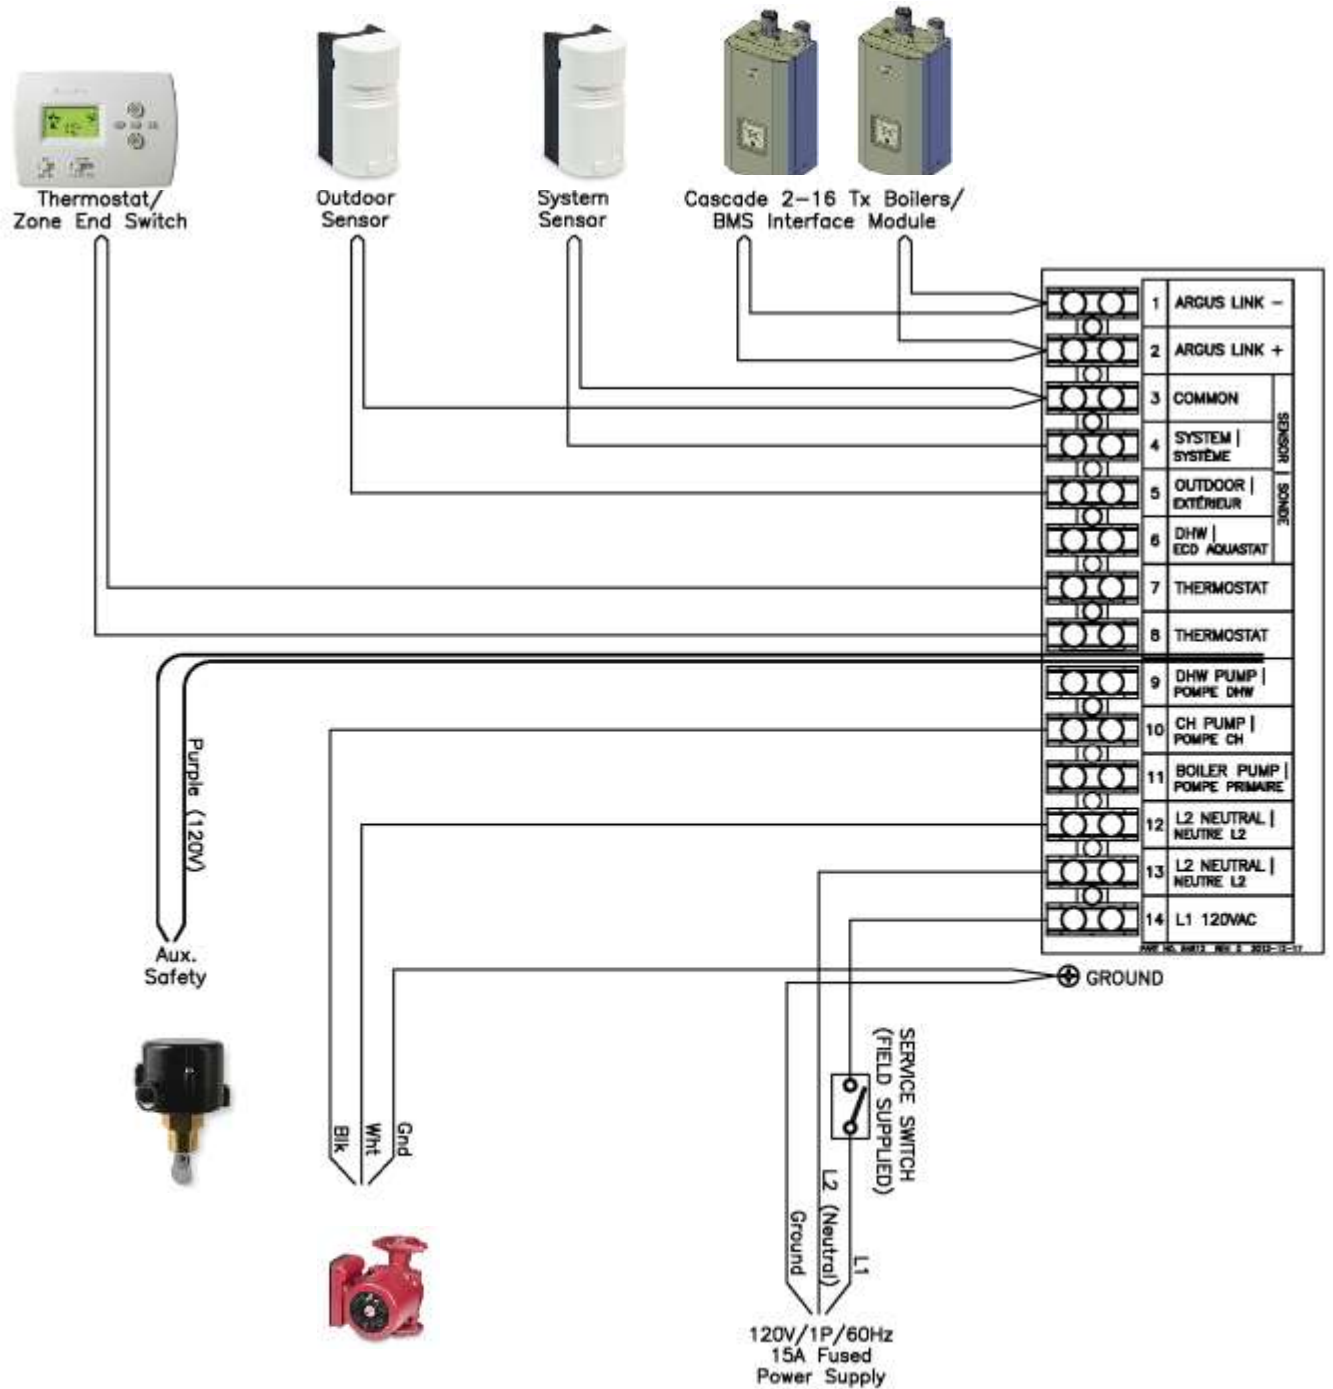 Thermostat/
Zone End Switch
Outdoor
Sensor
System
Sensor
Cascade 2-16 Tx Boilers/
BMS Interface Module
1 ARGUS LINK -
2 ARGUS LINK +
3 COMMON
4 SYSTEM |
SYSTÈME
5 OUTDOOR |
EXTÉRIEUR
6 DHW |
ECD AQUASTAT
SENSOR | SONDE
7 THERMOSTAT
8 THERMOSTAT
9 DHW PUMP |
POMPE DHW
10 CH PUMP |
POMPE CH
11 BOILER PUMP |
POMPE PRIMAIRE
12 L2 NEUTRAL |
NEUTRE L2
13 L2 NEUTRAL |
NEUTRE L2
14 L1 120VAC
Purple (120V)
Aux.
Safety
GROUND
SERVICE SWITCH
(FIELD SUPPLIED)
Blk
Wht
Gnd
Ground
L2 (Neutral)
L1
120V/1P/60Hz
15A Fused
Power Supply